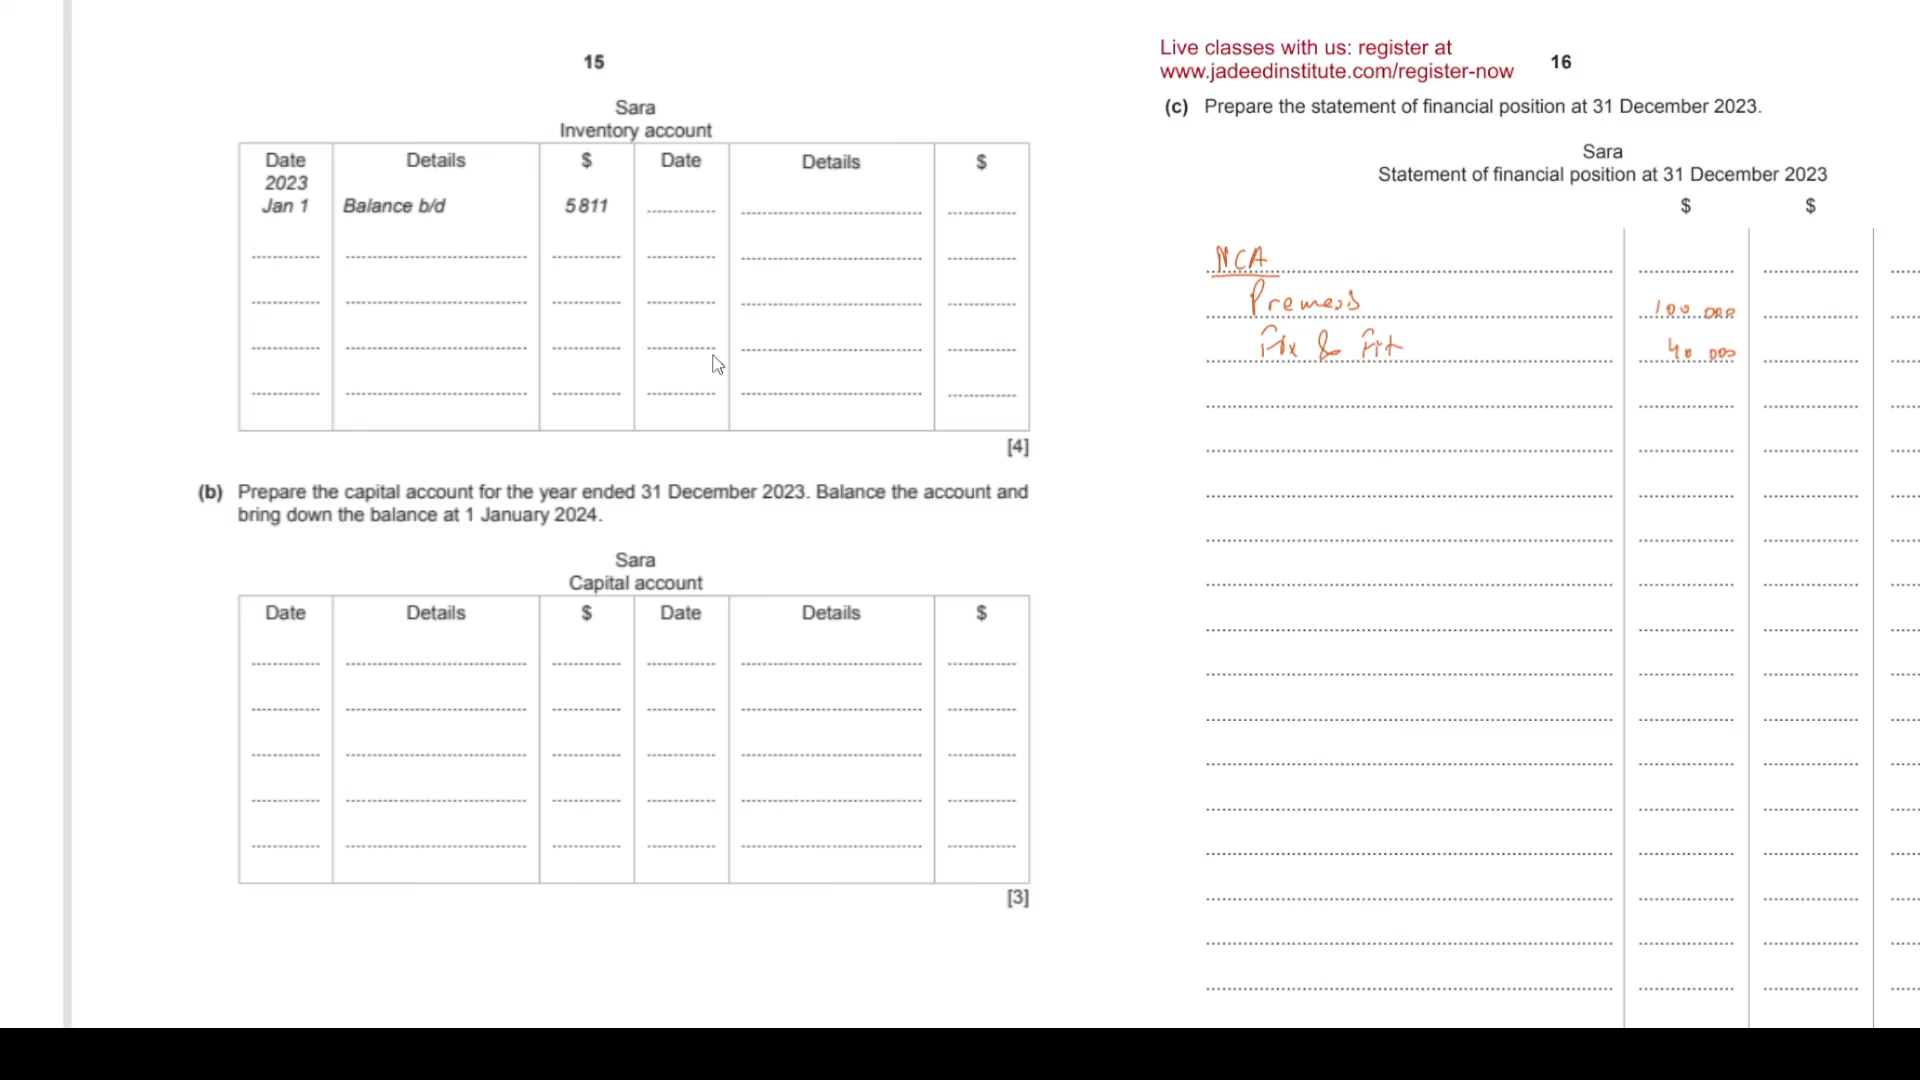 15
Sara
Inventory account
Date Details $ Date Details $
2023
Jan 1 Balance b/d 5811
[4]
(b) Prepare the capital account for the year ended 31 December 2023. Balance the account and
bring down the balance at 1 January 2024.
Sara
Capital account
Date Details $ Date Details $
[3]
Live classes with us: register at
www.jadeedinstitute.com/register-now
16
(c) Prepare the statement of financial position at 31 December 2023.
Sara
Statement of financial position at 31 December 2023
$ $
NCA
Premess 100 000
Fix & Fit 40 000